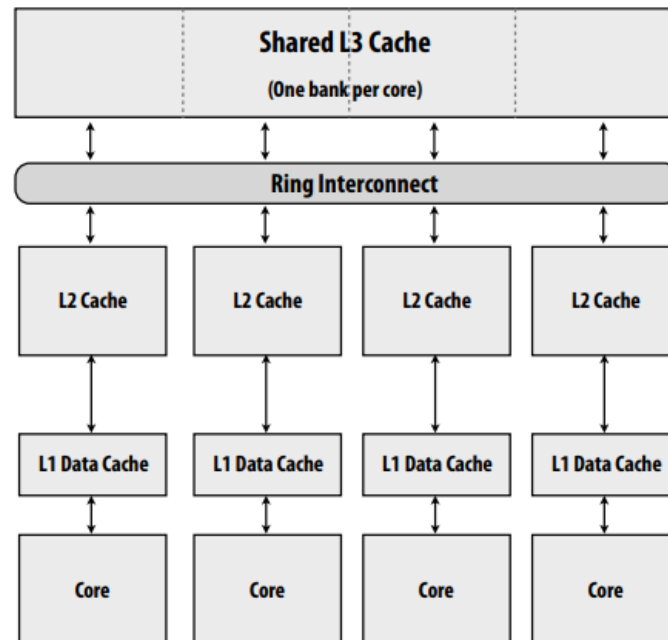 Shared L3 Cache
(One bank per core)
Ring Interconnect
L2 Cache L2 Cache L2 Cache L2 Cache
L1 Data Cache L1 Data Cache L1 Data Cache L1 Data Cache
Core Core Core Core